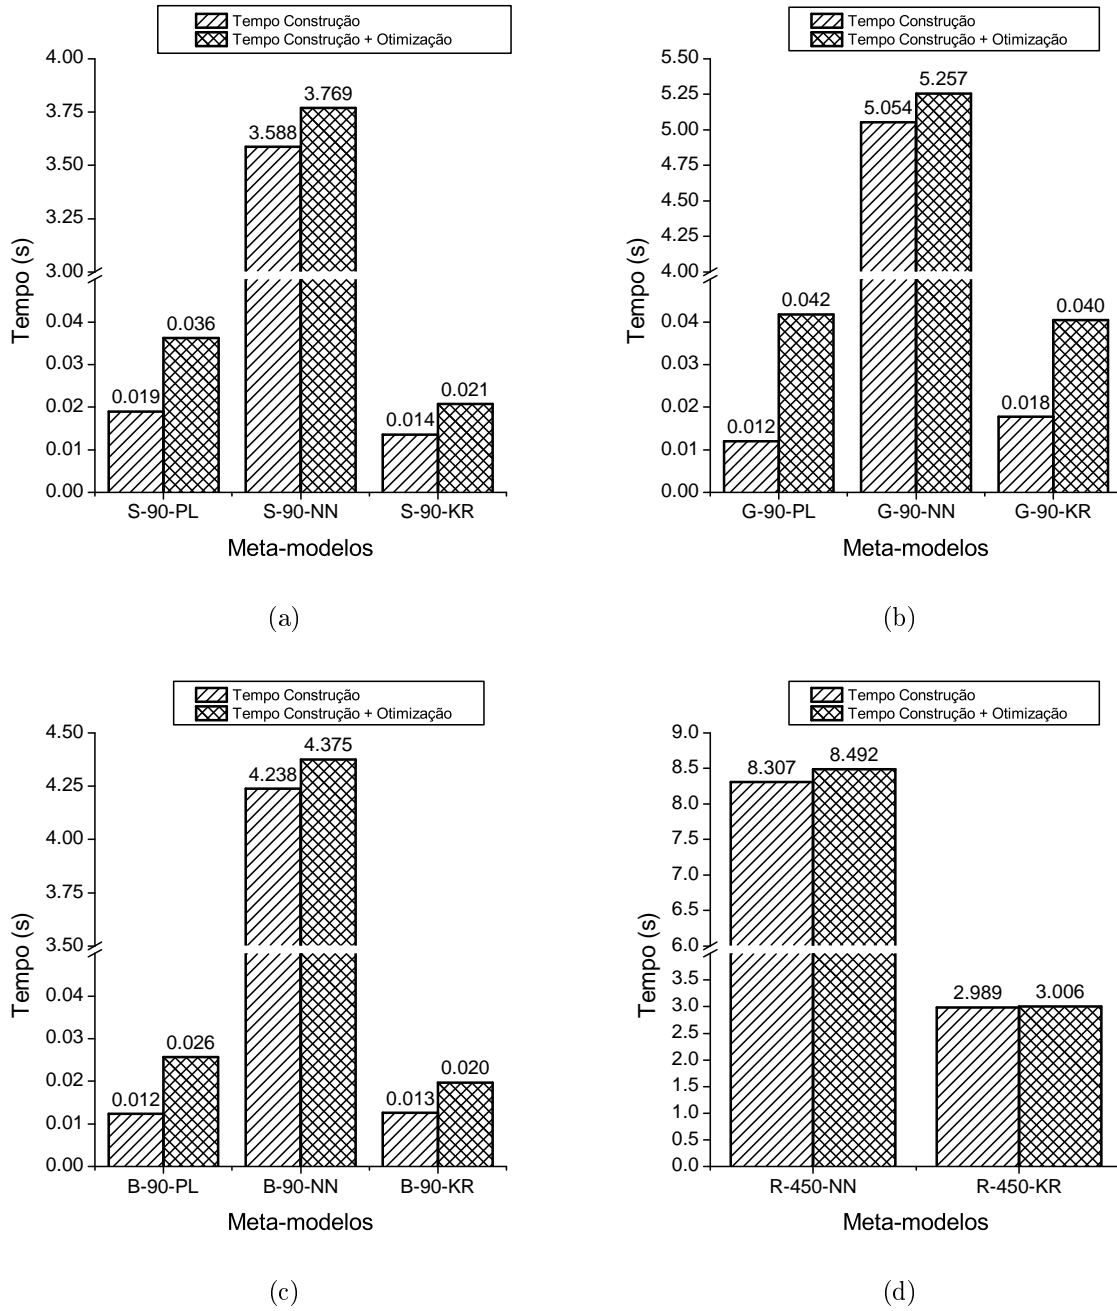 Tempo Construção
Tempo Construção + Otimização
4.00
3.75
3.50
3.25
3.00
0.04
0.03
0.02
0.01
0.00
Tempo (s)
0.019
0.036
3.588
3.769
0.014
0.021
S-90-PL S-90-NN S-90-KR
Meta-modelos
(a)
Tempo Construção
Tempo Construção + Otimização
5.50
5.25
5.00
4.75
4.50
4.25
4.00
0.04
0.03
0.02
0.01
0.00
Tempo (s)
0.012
0.042
5.054
5.257
0.018
0.040
G-90-PL G-90-NN G-90-KR
Meta-modelos
(b)
Tempo Construção
Tempo Construção + Otimização
4.50
4.25
4.00
3.75
3.50
0.04
0.03
0.02
0.01
0.00
Tempo (s)
0.012
0.026
4.238
4.375
0.013
0.020
B-90-PL B-90-NN B-90-KR
Meta-modelos
(c)
Tempo Construção
Tempo Construção + Otimização
9.0
8.5
8.0
7.5
7.0
6.5
6.0
3.5
3.0
2.5
2.0
1.5
1.0
0.5
0.0
Tempo (s)
8.307
8.492
2.989
3.006
R-450-NN R-450-KR
Meta-modelos
(d)